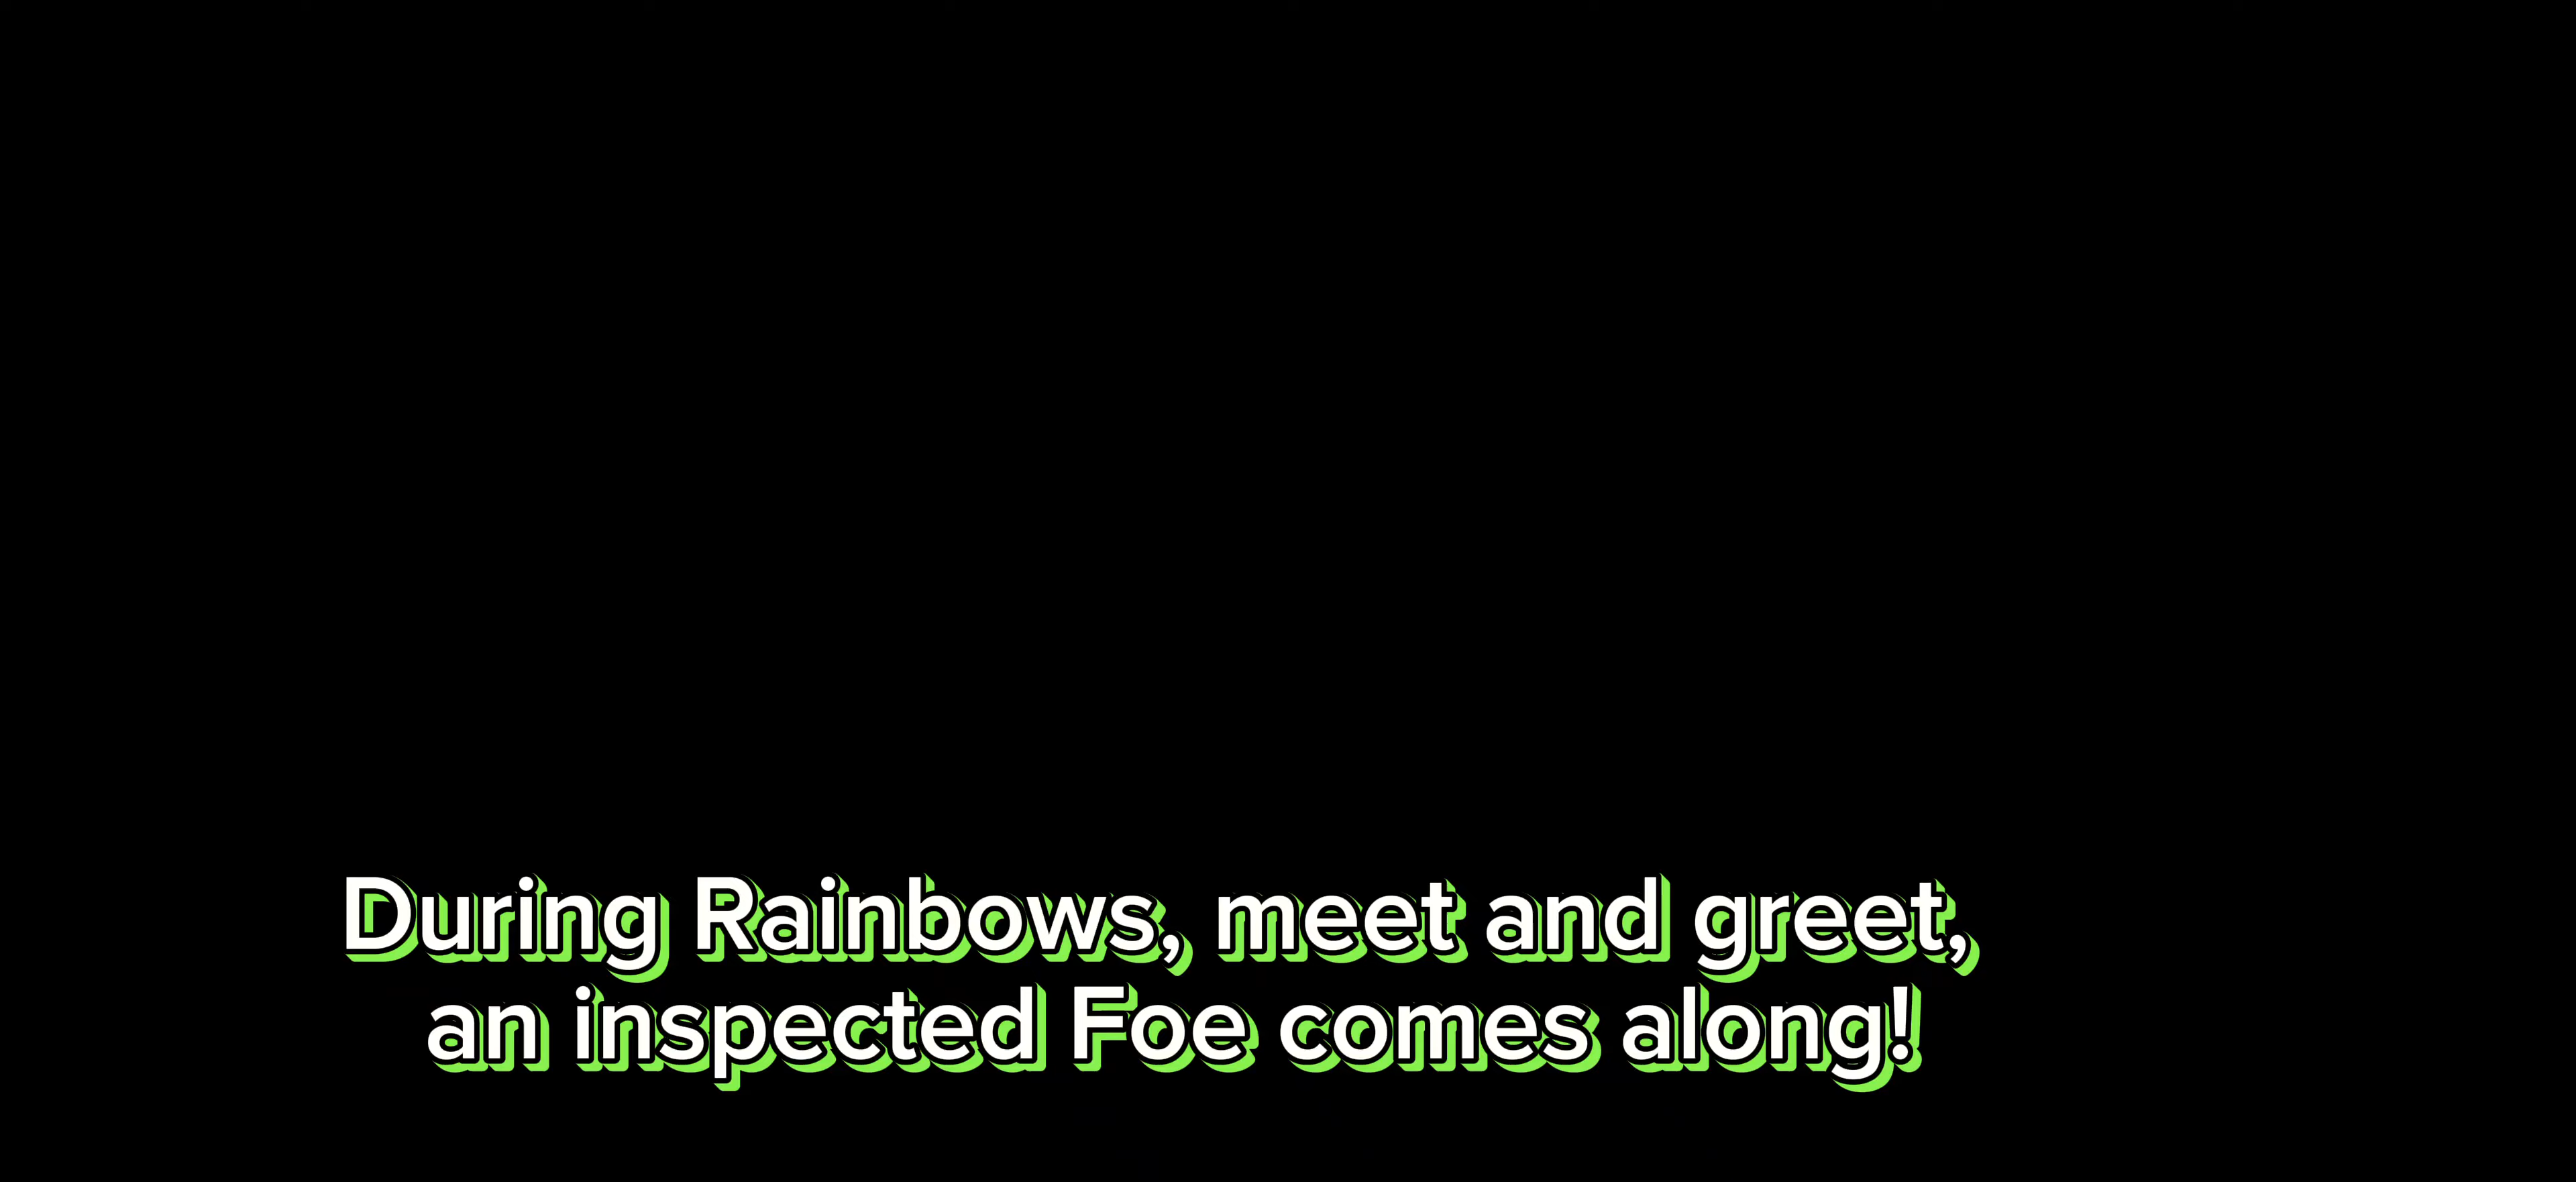 During Rainbows, meet and greet,
an inspected Foe comes along!